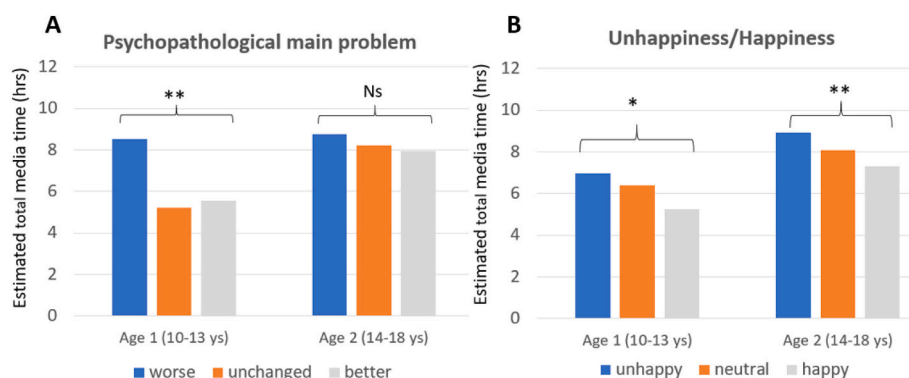 A
Psychopathological main problem
Estimated total media time (hrs)
12
10
8
6
4
2
0
**
Ns
Age 1 (10-13 ys)
Age 2 (14-18 ys)
worse
unchanged
better
B
Unhappiness/Happiness
Estimated total media time (hrs)
12
10
8
6
4
2
0
*
**
Age 1 (10-13 ys)
Age 2 (14-18 ys)
unhappy
neutral
happy